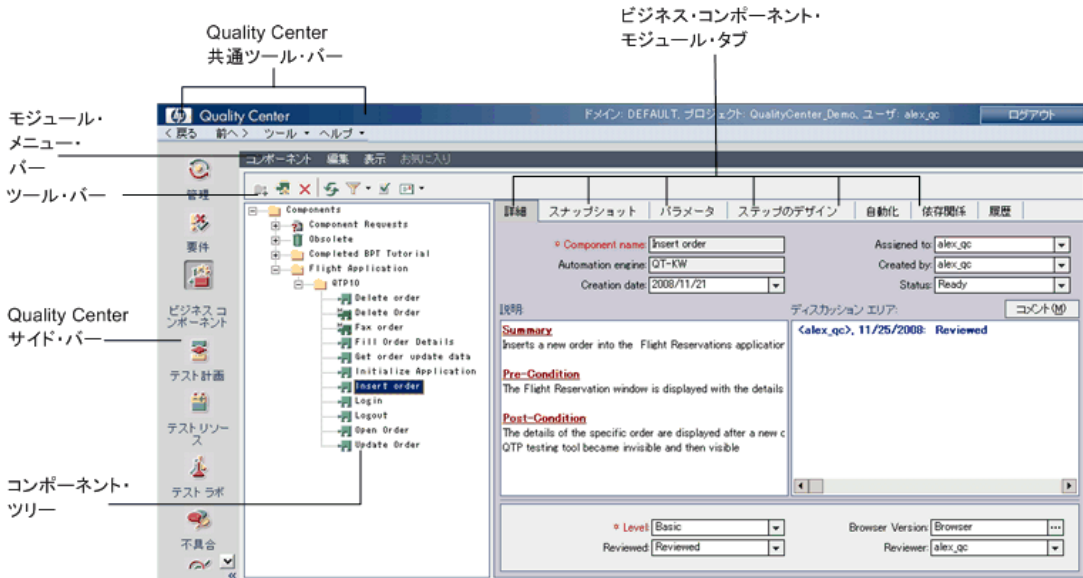 ビジネス・コンポーネント・
モジュール・タブ
Quality Center
共通ツール・バー
モジュール・
メニュー・
バー
ツール・バー
Quality Center
サイド・バー
コンポーネント・
ツリー
hp Quality Center
ドメイン: DEFAULT, プロジェクト: QualityCenter_Demo, ユーザ: alex_qc
ログアウト
< 戻る 前へ > ツール ヘルプ
コンポーネント 編集 表示 お気に入り
管理
要件
ビジネス コ
ンポーネント
テスト計画
テストリソー
ス
テスト ラボ
不具合
Components
Component Requests
Obsolete
Completed BPT Tutorial
Flight Application
QTP10
Delete order
Delete Order
Fax order
Fill Order Details
Get order update data
Initialize Application
Insert order
Login
Logout
Open Order
Update Order
詳細 スナップショット パラメータ ステップのデザイン 自動化 依存関係 履歴
* Component name: Insert order
Assigned to: alex_qc
Automation engine: QT-KW
Created by: alex_qc
Creation date: 2008/11/21
Status: Ready
説明:
Summary
Inserts a new order into the Flight Reservations application
Pre-Condition
The Flight Reservation window is displayed with the details
Post-Condition
The details of the specific order are displayed after a new o
QTP testing tool became invisible and then visible
ディスカッション エリア:
コメント(M)
<alex_qc>, 11/25/2008: Reviewed
* Level: Basic
Browser Version: Browser
Reviewed: Reviewed
Reviewer: alex_qc